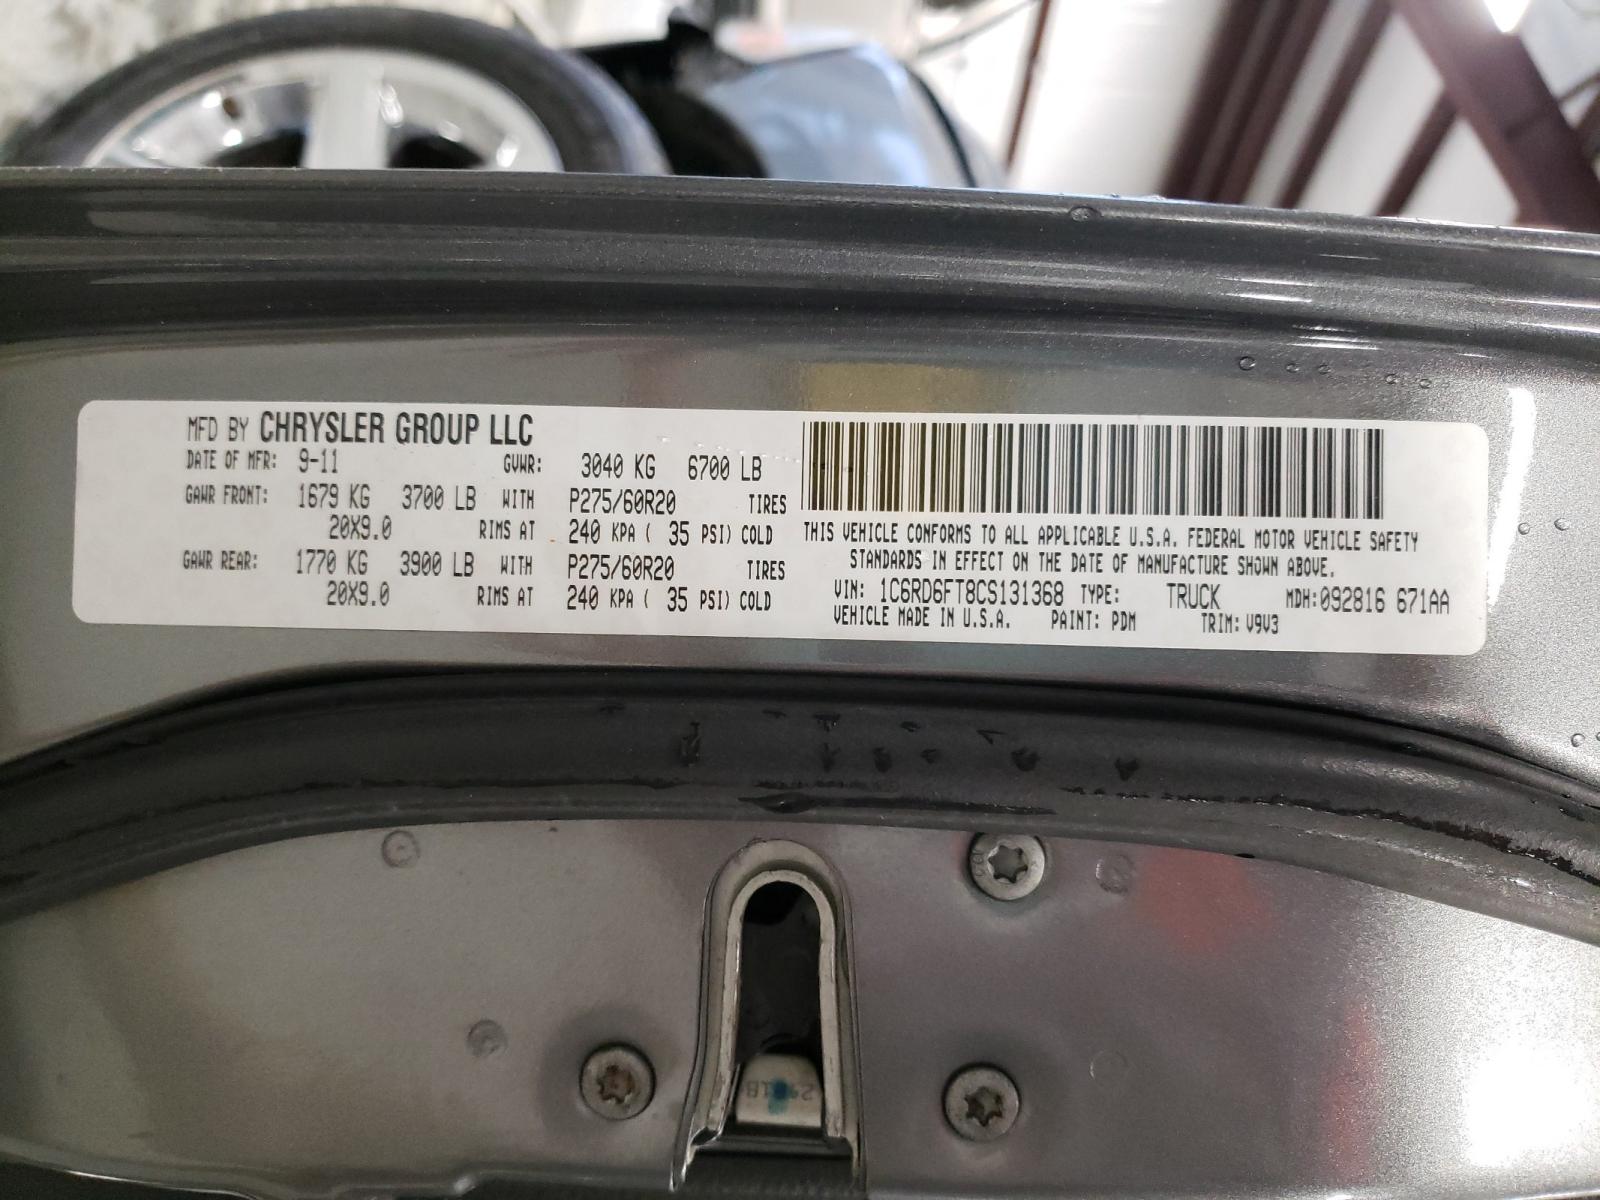 MFD BY CHRYSLER GROUP LLC
DATE OF MFR: 9-11 GVWR: 3040 KG 6700 LB
GAWR FRONT: 1679 KG 3700 LB WITH P275/60R20 TIRES
20X9.0 RIMS AT 240 KPA ( 35 PSI) COLD
GAWR REAR: 1770 KG 3900 LB WITH P275/60R20 TIRES
20X9.0 RIMS AT 240 KPA ( 35 PSI) COLD
THIS VEHICLE CONFORMS TO ALL APPLICABLE U.S.A. FEDERAL MOTOR VEHICLE SAFETY
STANDARDS IN EFFECT ON THE DATE OF MANUFACTURE SHOWN ABOVE.
VIN: 1C6RD6FT8CS131368 TYPE: TRUCK MDH:092816 671AA
VEHICLE MADE IN U.S.A. PAINT: PDM TRIM: V9V3